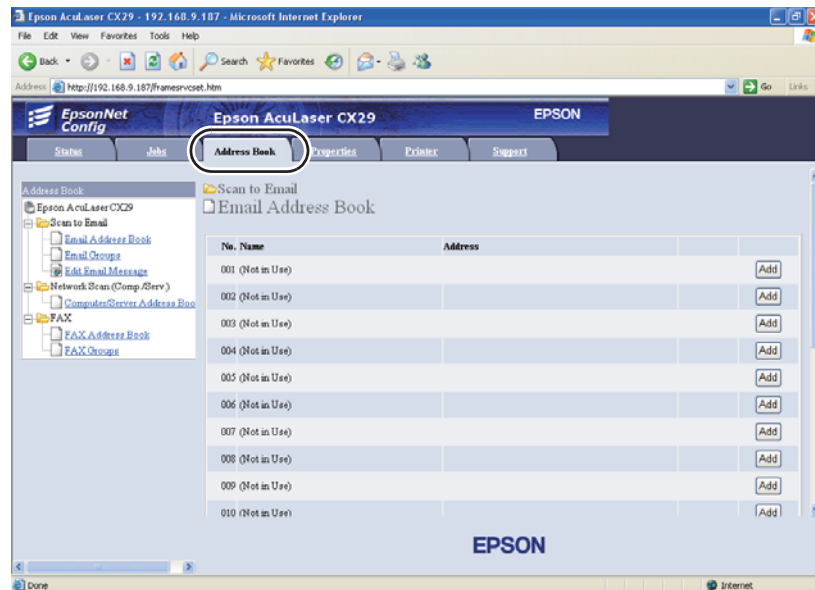 Epson AcuLaser CX29 - 192.168.9.187 - Microsoft Internet Explorer
File Edit View Favorites Tools Help
Back Search Favorites
Address http://192.168.9.187/framesrvcset.htm Go Links
EpsonNet
Config
Epson AcuLaser CX29
EPSON
Status Jobs Address Book Properties Printer Support
Address Book
Epson AcuLaser CX29
Scan to Email
Email Address Book
Email Groups
Edit Email Message
Network Scan (Comp./Serv.)
Computer/Server Address Boo
FAX
FAX Address Book
FAX Groups
Scan to Email
Email Address Book
No. Name Address
001 (Not in Use) Add
002 (Not in Use) Add
003 (Not in Use) Add
004 (Not in Use) Add
005 (Not in Use) Add
006 (Not in Use) Add
007 (Not in Use) Add
008 (Not in Use) Add
009 (Not in Use) Add
010 (Not in Use) Add
EPSON
Done Internet